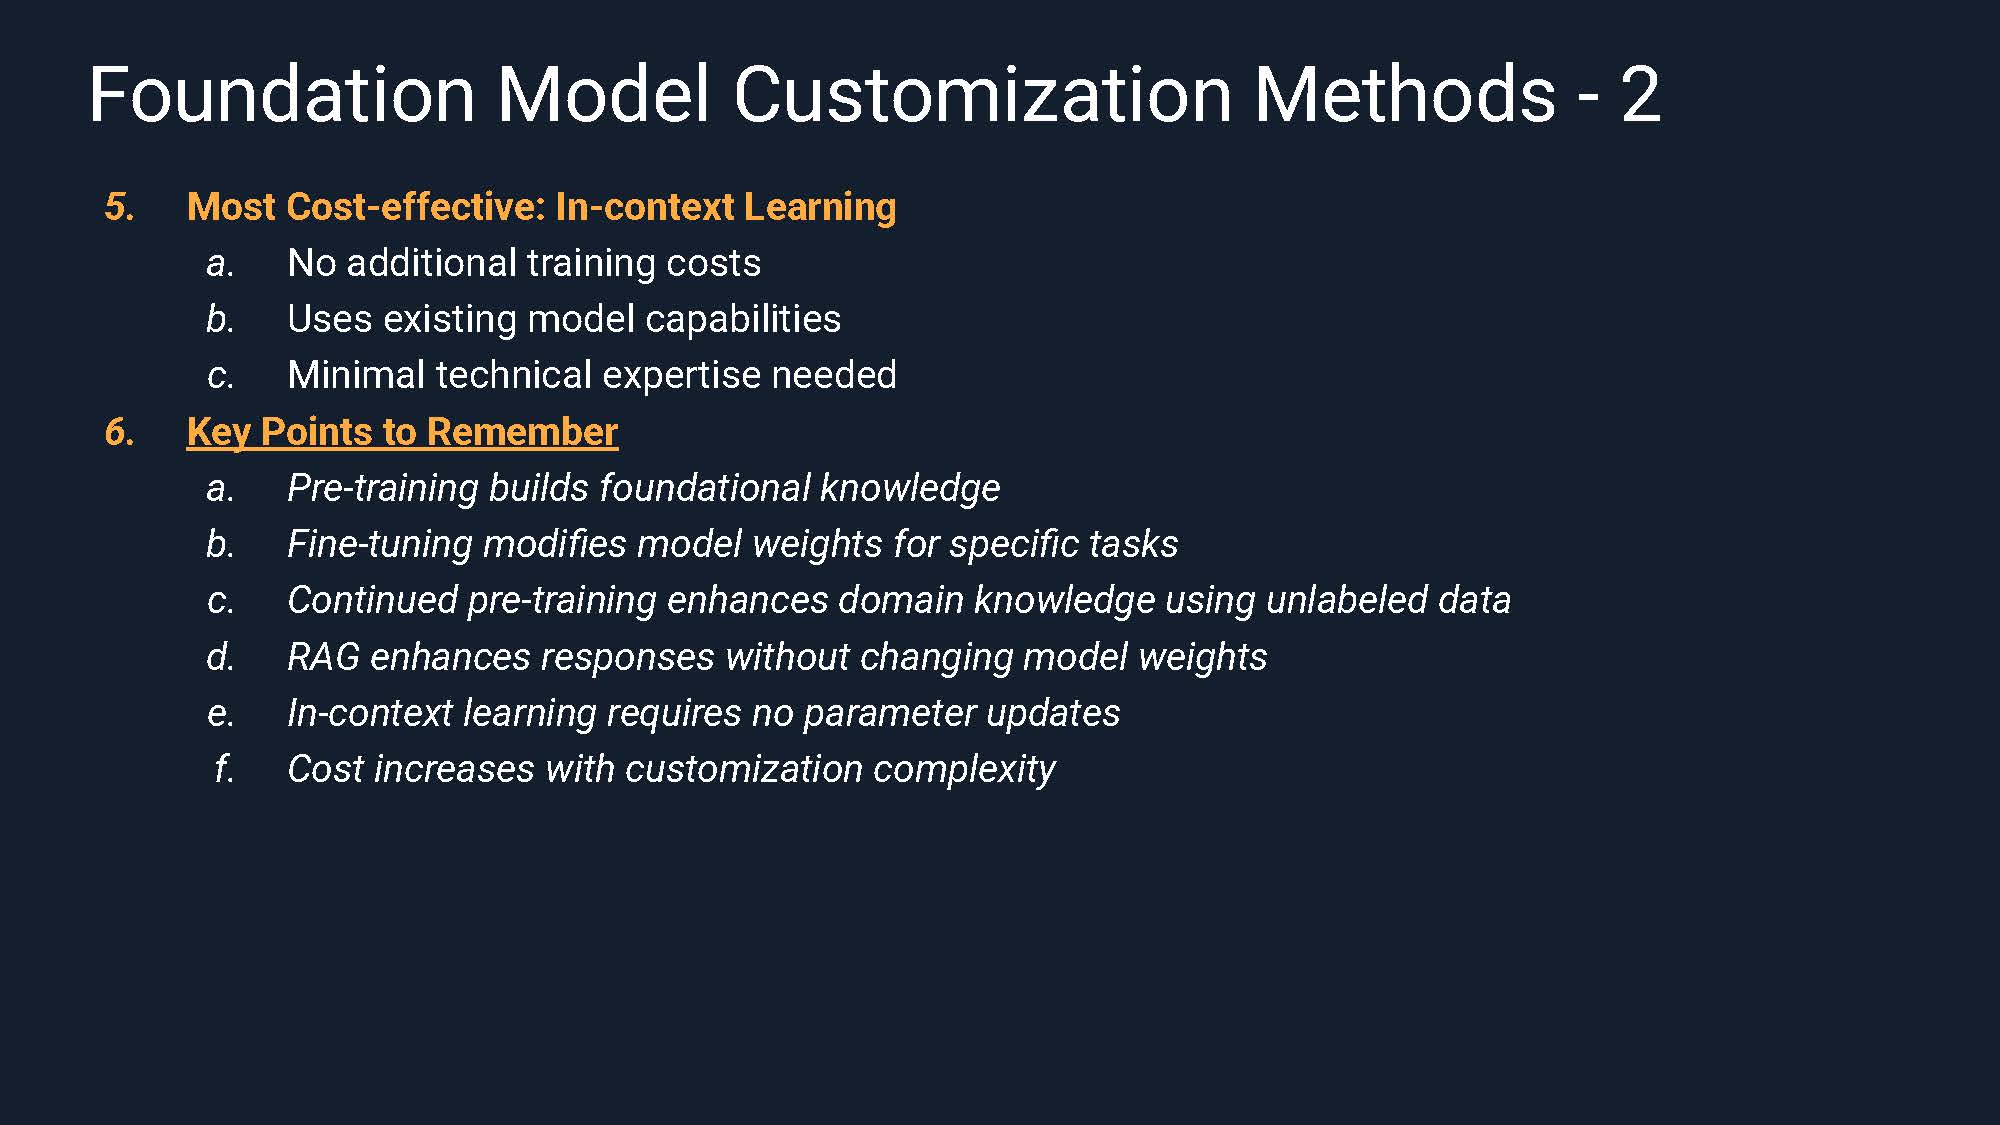 Foundation Model Customization Methods - 2
5. Most Cost-effective: In-context Learning
a. No additional training costs
b. Uses existing model capabilities
c. Minimal technical expertise needed
6. Key Points to Remember
a. Pre-training builds foundational knowledge
b. Fine-tuning modifies model weights for specific tasks
c. Continued pre-training enhances domain knowledge using unlabeled data
d. RAG enhances responses without changing model weights
e. In-context learning requires no parameter updates
f. Cost increases with customization complexity